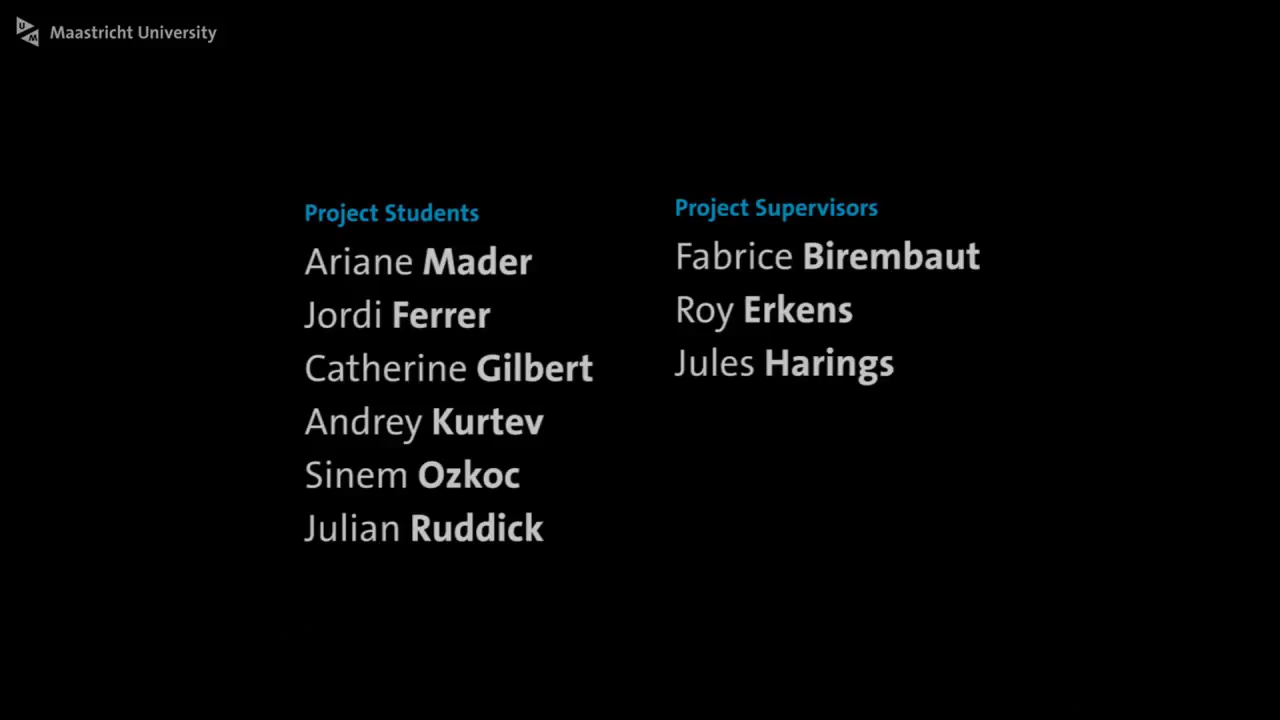 Maastricht University
Project Students
Ariane Mader
Jordi Ferrer
Catherine Gilbert
Andrey Kurtev
Sinem Ozkoc
Julian Ruddick
Project Supervisors
Fabrice Birembaut
Roy Erkens
Jules Harings